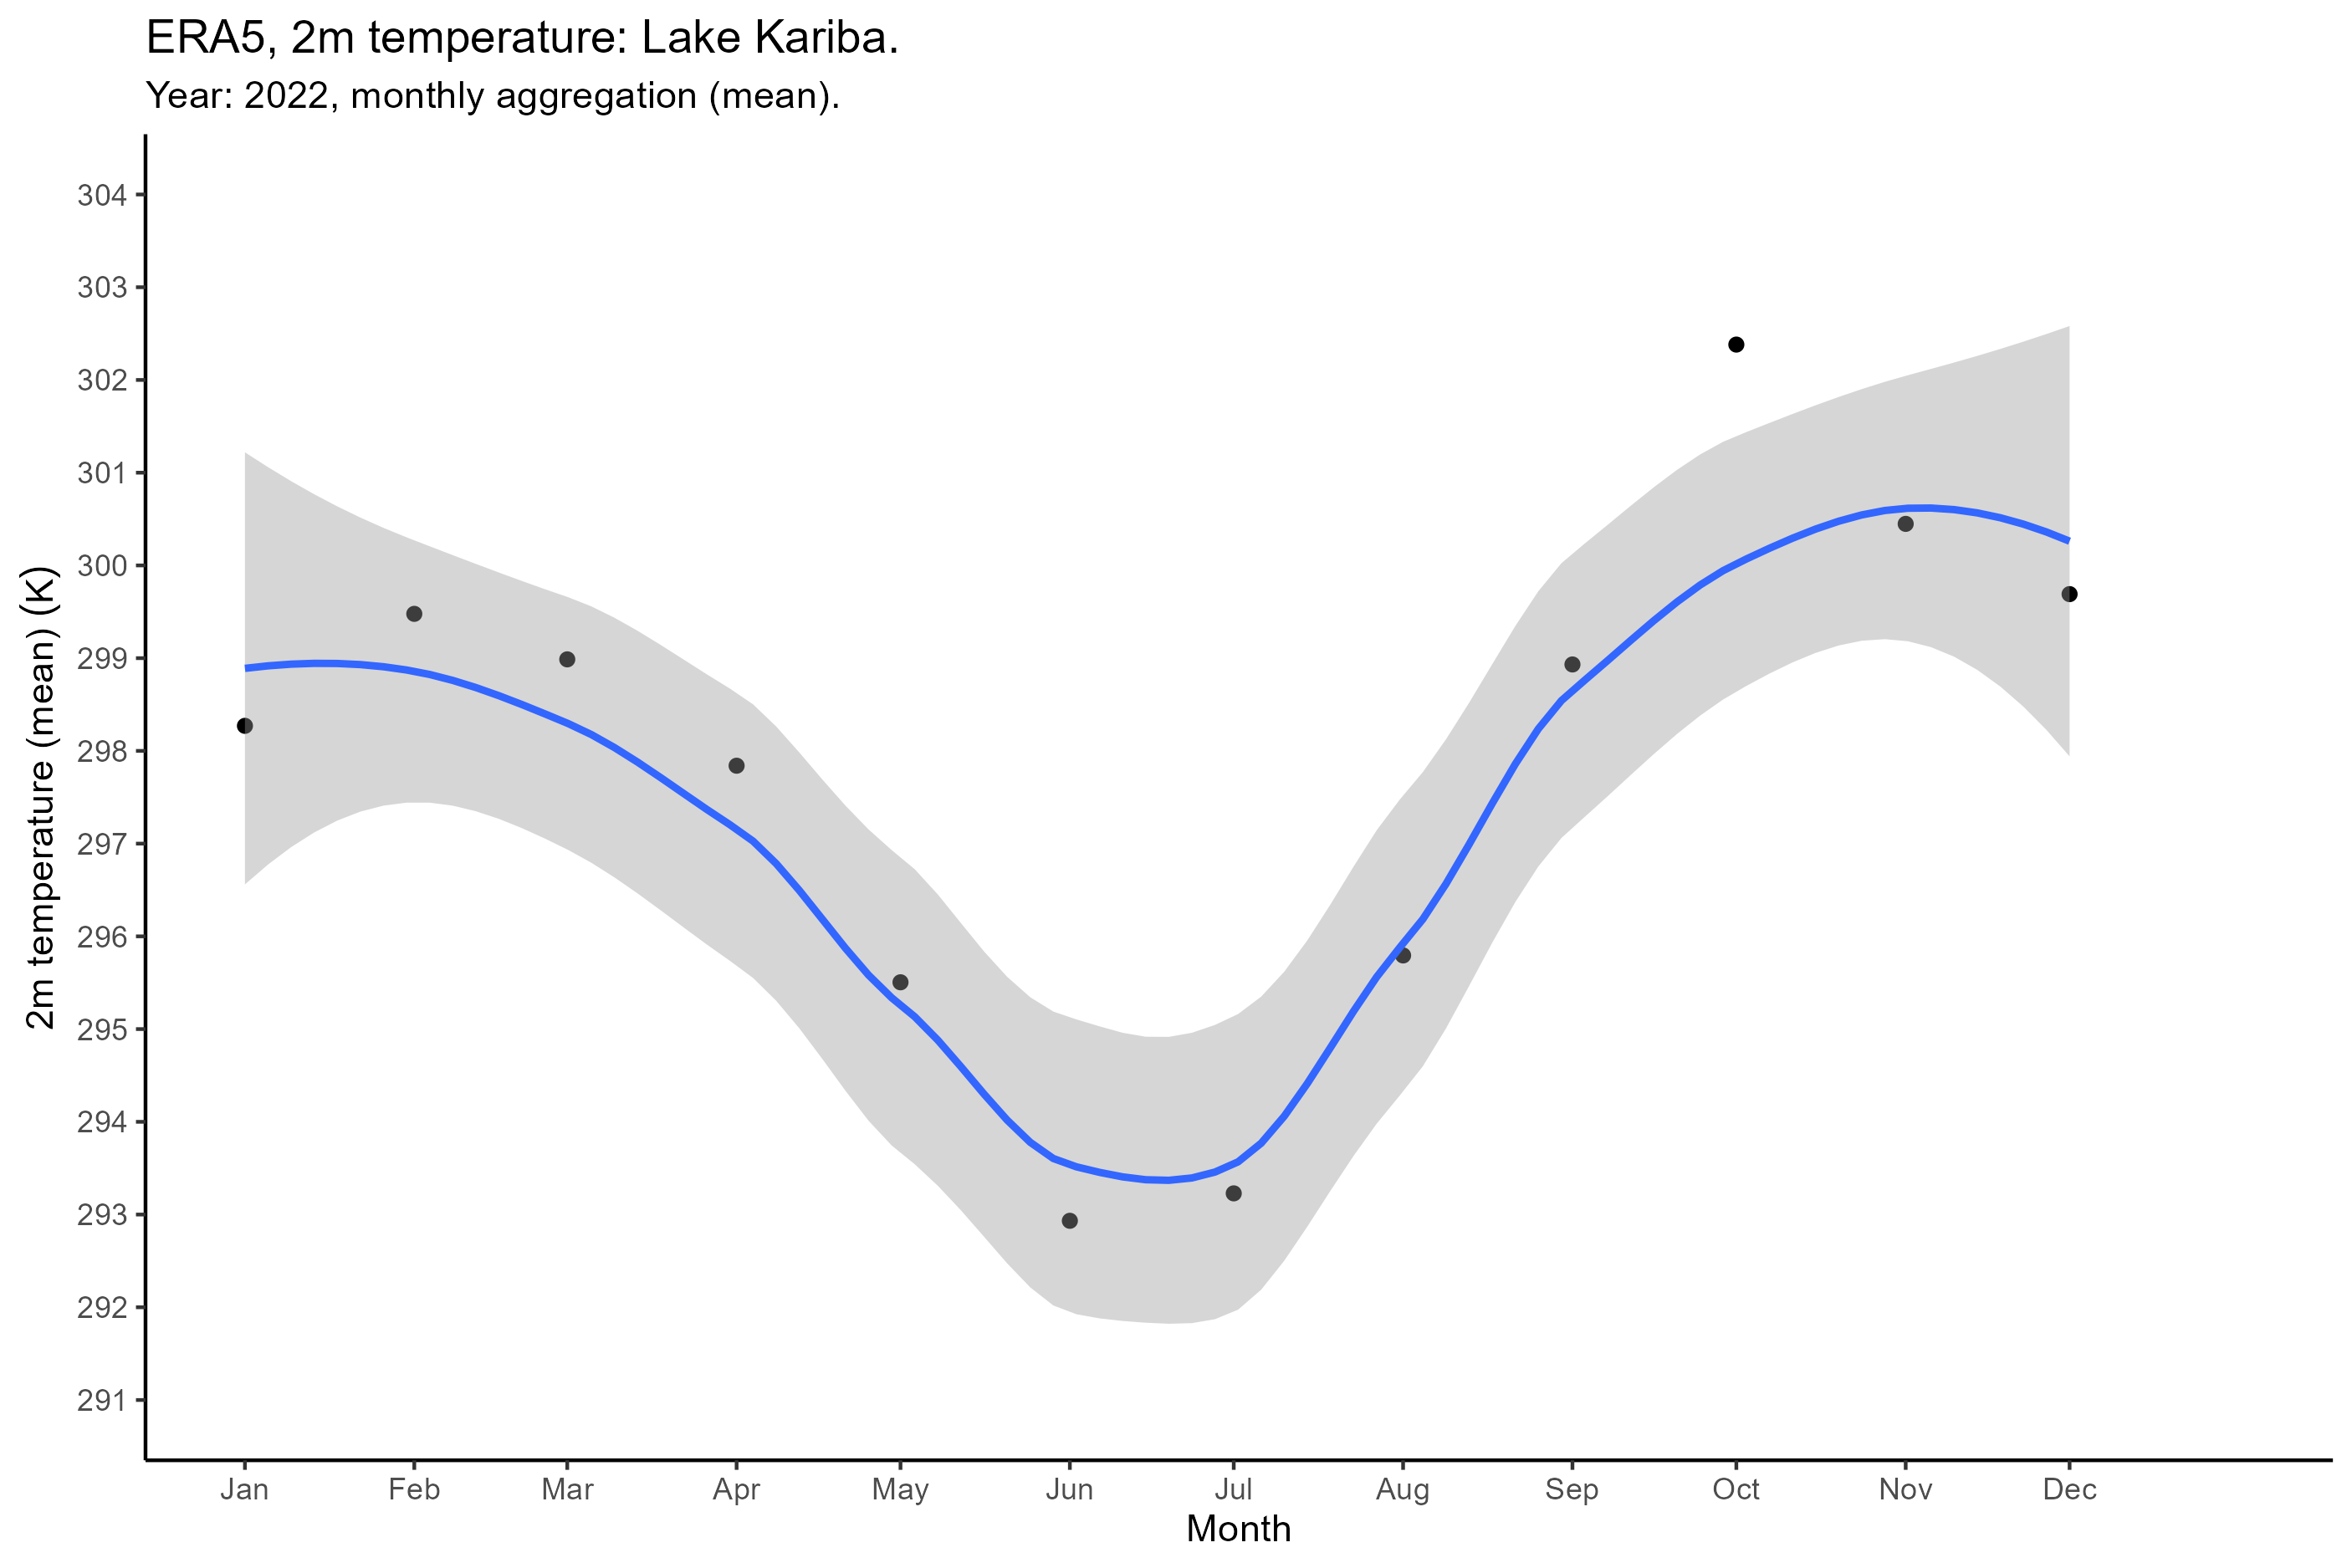 ERA5, 2m temperature: Lake Kariba.
Year: 2022, monthly aggregation (mean).
2m temperature (mean) (K)
304
303
302
301
300
299
298
297
296
295
294
293
292
291
Jan Feb Mar Apr May Jun Jul Aug Sep Oct Nov Dec
Month